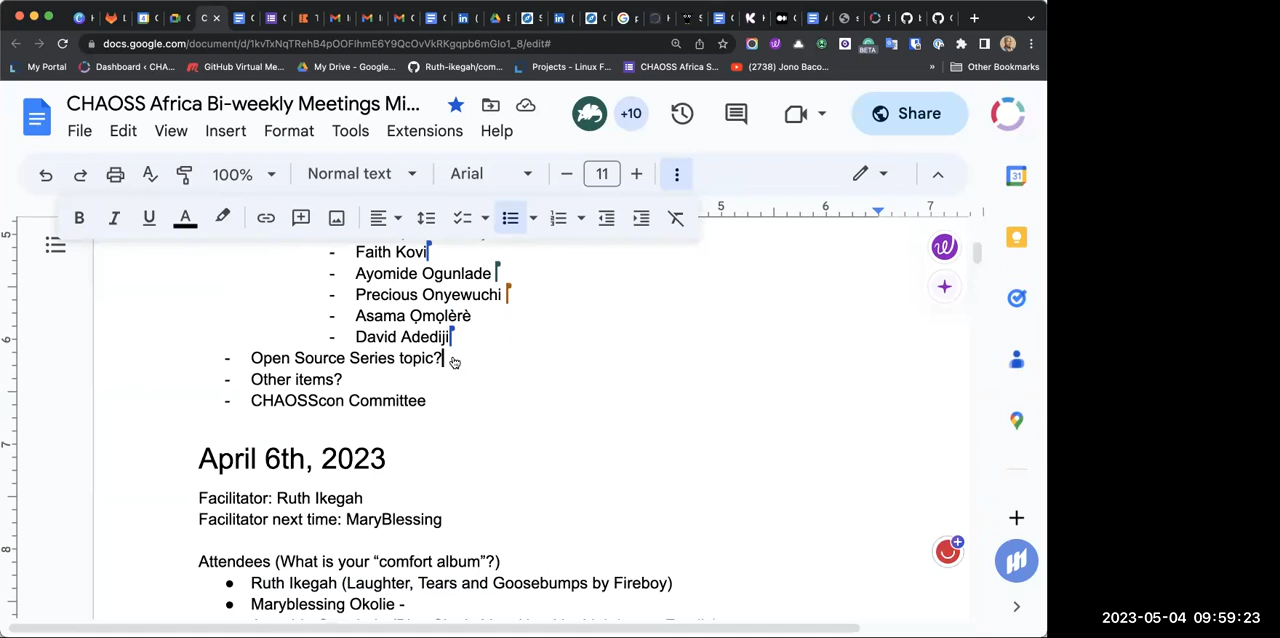 docs.google.com/document/d/1kvTxNqTRehB4pOOFIhmE6Y9QcOvVkRKgqpb6mGIo1_8/edit#
My Portal
Dashboard < CHA...
GitHub Virtual Me...
My Drive - Google...
Ruth-ikegah/com...
Projects - Linux F...
CHAOSS Africa S...
(2738) Jono Baco...
»
Other Bookmarks
CHAOSS Africa Bi-weekly Meetings Mi...
+10
Share
File Edit View Insert Format Tools Extensions Help
100% Normal text Arial 11
5 6 7
5
Faith Kovi
- Ayomide Ogunlade
- Precious Onyewuchi
- Asama Ọmọlèrè
- David Adediji
- Open Source Series topic?
- Other items?
- CHAOSScon Committee
6
7
April 6th, 2023
Facilitator: Ruth Ikegah
Facilitator next time: MaryBlessing
8
Attendees (What is your “comfort album”?)
● Ruth Ikegah (Laughter, Tears and Goosebumps by Fireboy)
● Maryblessing Okolie -
2023-05-04 09:59:23